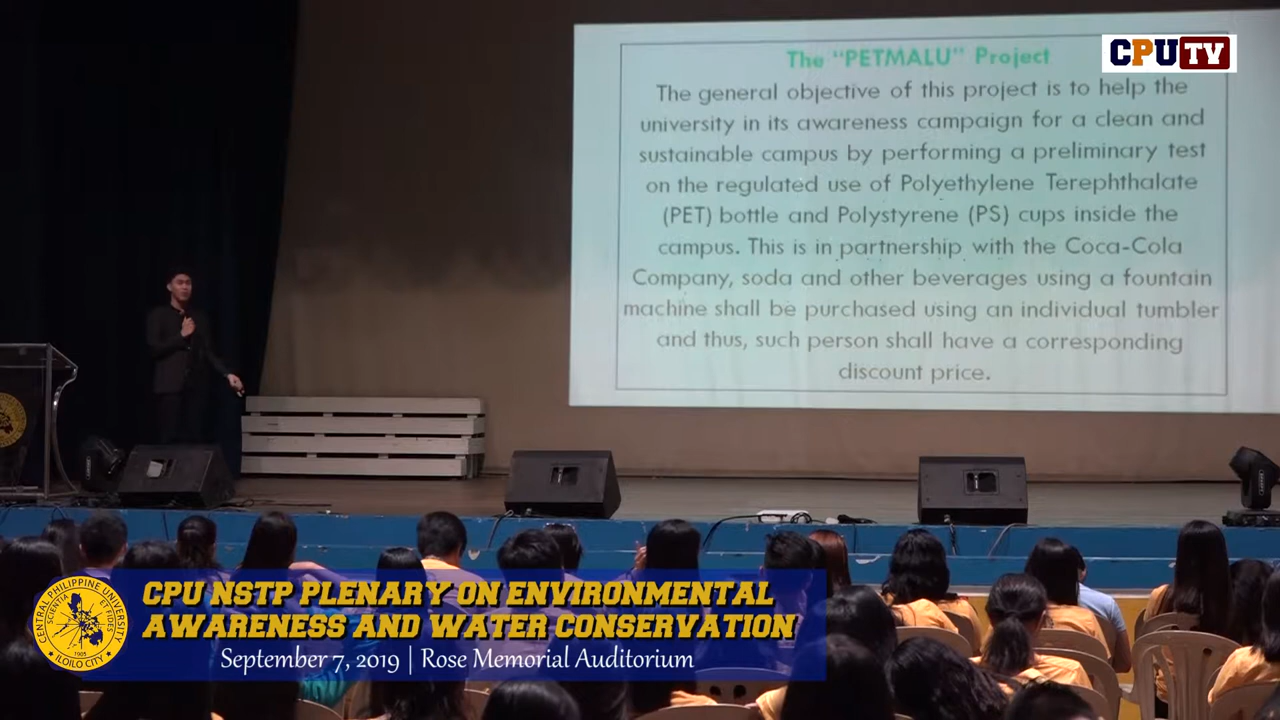 CPUTV
The "PETMALU" Project
The general objective of this project is to help the
university in its awareness campaign for a clean and
sustainable campus by performing a preliminary test
on the regulated use of Polyethylene Terephthalate
(PET) bottle and Polystyrene (PS) cups inside the
campus. This is in partnership with the Coca-Cola
Company, soda and other beverages using a fountain
machine shall be purchased using an individual tumbler
and thus, such person shall have a corresponding
discount price.
CENTRAL PHILIPPINE UNIVERSITY
SCIENTIA ET FIDES
1905
ILOILO CITY
CPU NSTP PLENARY ON ENVIRONMENTAL
AWARENESS AND WATER CONSERVATION
September 7, 2019 | Rose Memorial Auditorium